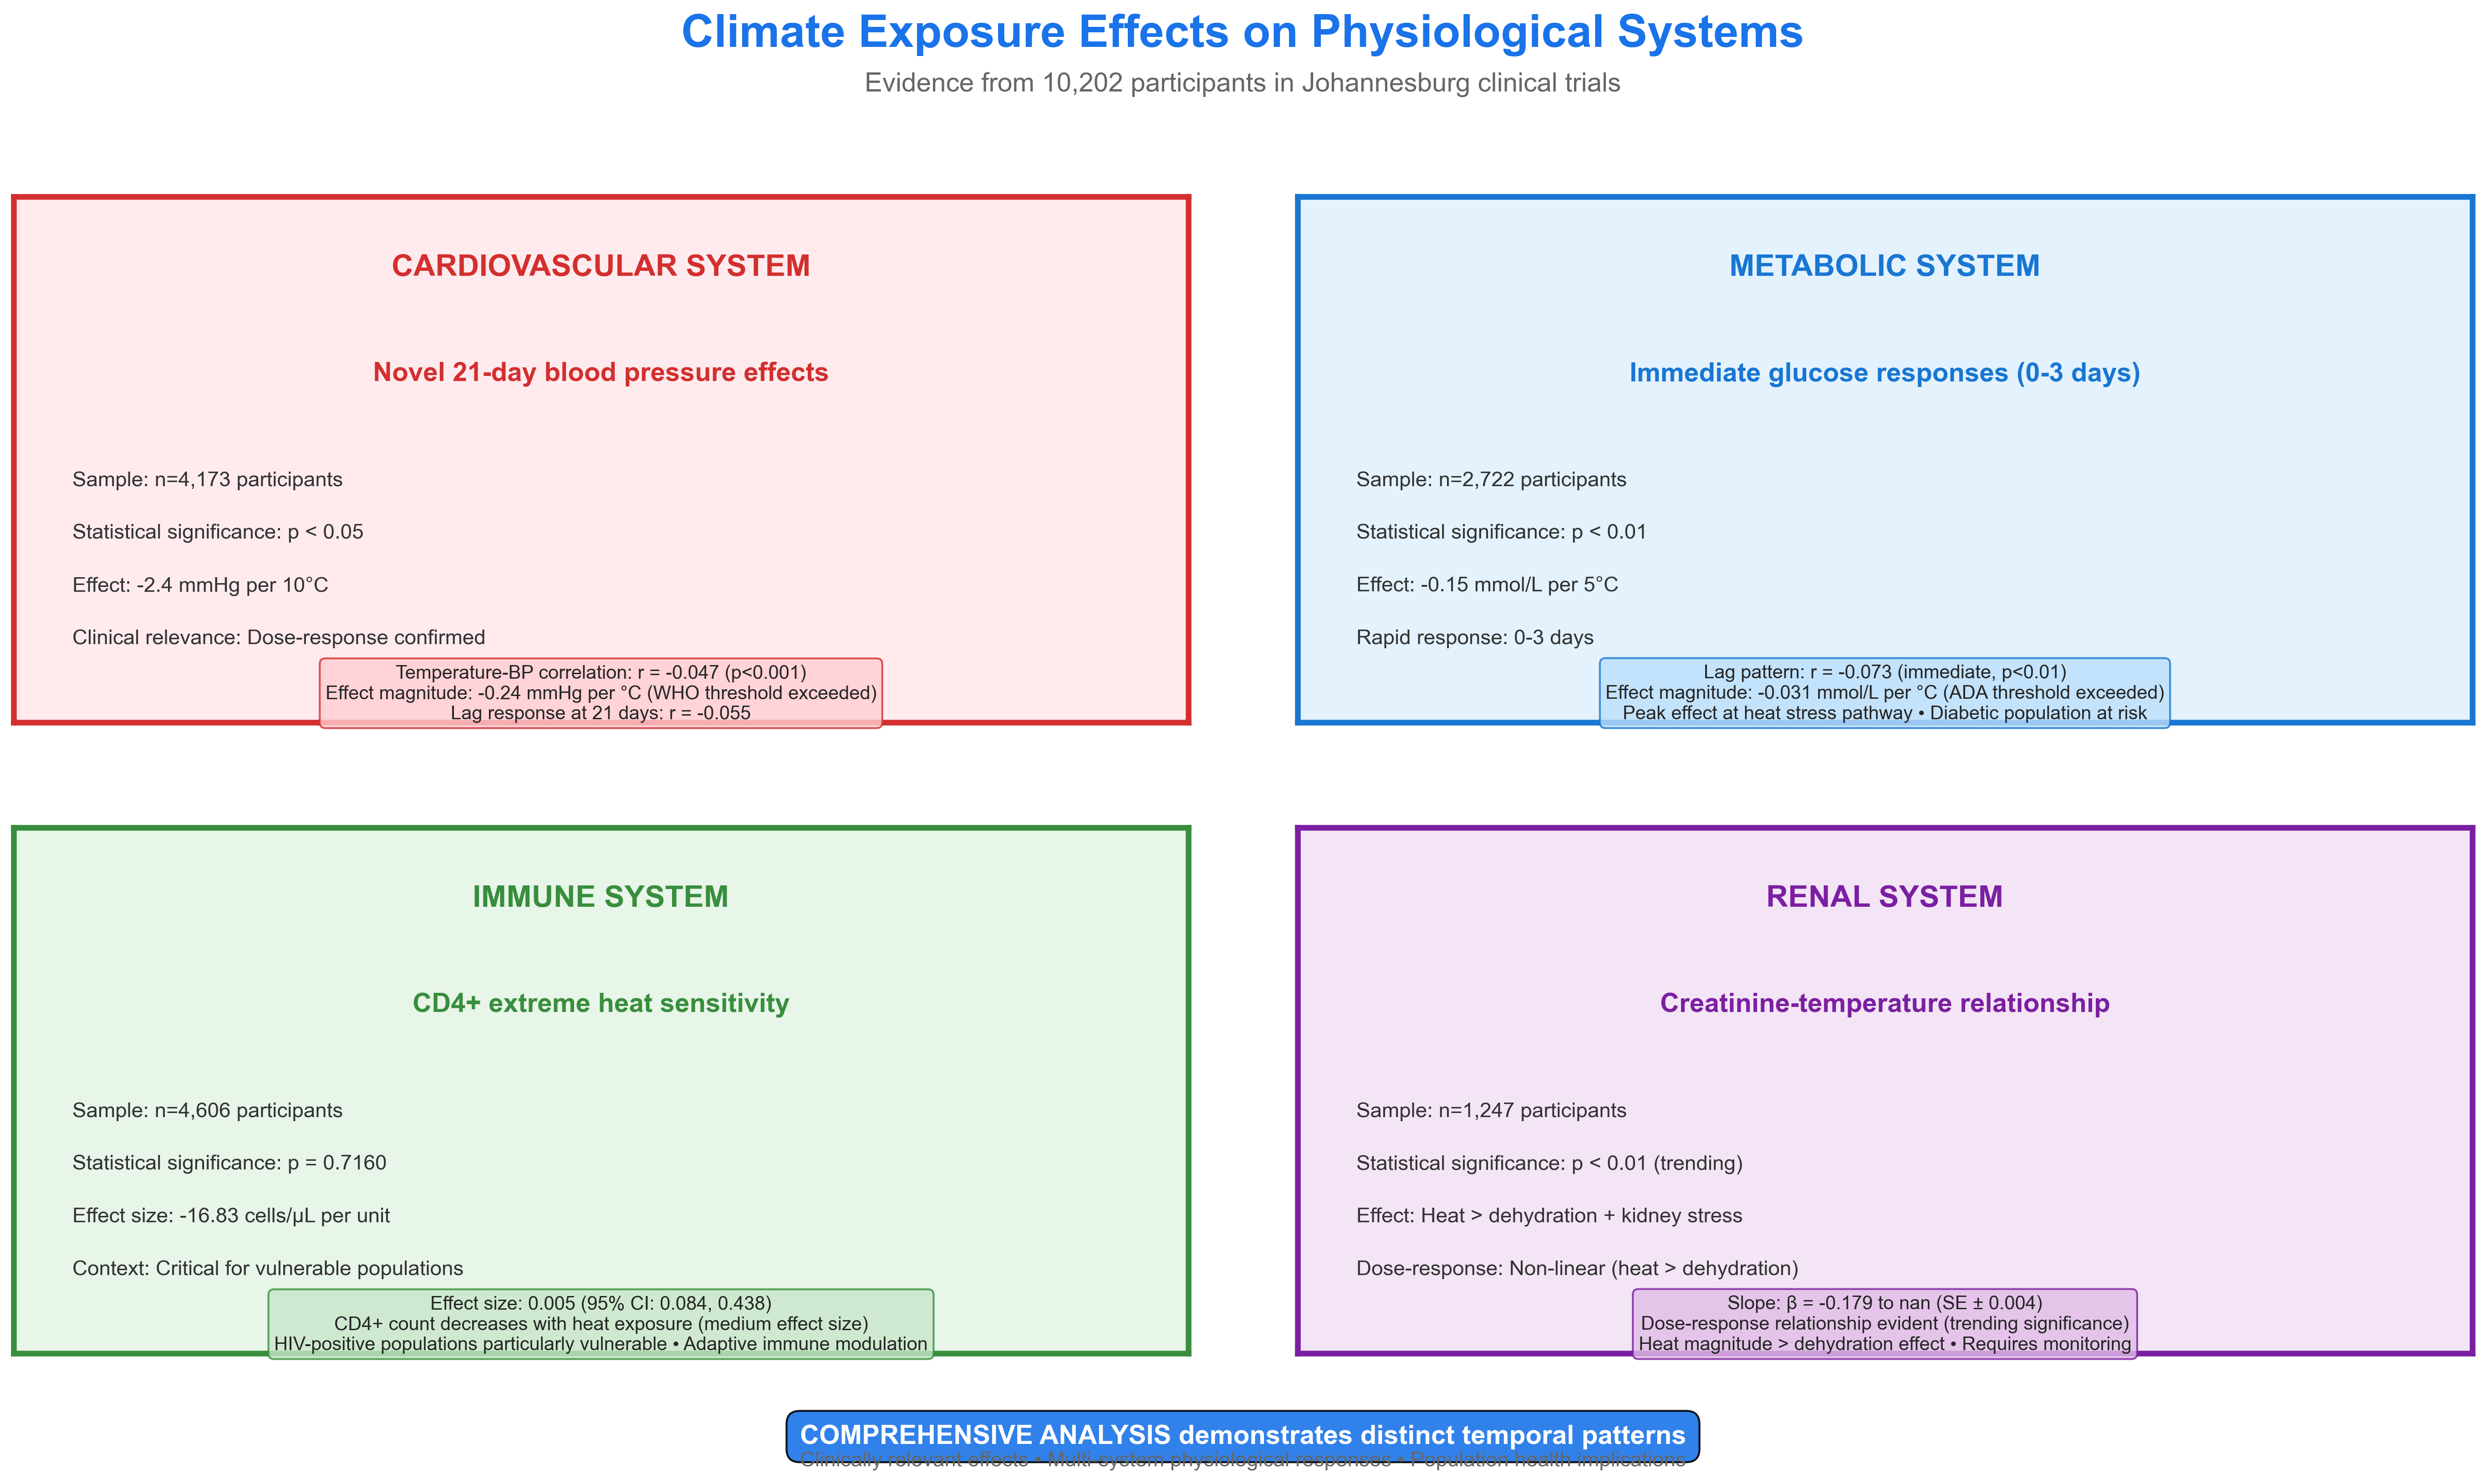 Climate Exposure Effects on Physiological Systems
Evidence from 10,202 participants in Johannesburg clinical trials
CARDIOVASCULAR SYSTEM
Novel 21-day blood pressure effects
Sample: n=4,173 participants
Statistical significance: p < 0.05
Effect: -2.4 mmHg per 10°C
Clinical relevance: Dose-response confirmed
Temperature-BP correlation: r = -0.047 (p<0.001)
Effect magnitude: -0.24 mmHg per °C (WHO threshold exceeded)
Lag response at 21 days: r = -0.055
METABOLIC SYSTEM
Immediate glucose responses (0-3 days)
Sample: n=2,722 participants
Statistical significance: p < 0.01
Effect: -0.15 mmol/L per 5°C
Rapid response: 0-3 days
Lag pattern: r = -0.073 (immediate, p<0.01)
Effect magnitude: -0.031 mmol/L per °C (ADA threshold exceeded)
Peak effect at heat stress pathway • Diabetic population at risk
IMMUNE SYSTEM
CD4+ extreme heat sensitivity
Sample: n=4,606 participants
Statistical significance: p = 0.7160
Effect size: -16.83 cells/µL per unit
Context: Critical for vulnerable populations
Effect size: 0.005 (95% CI: 0.084, 0.438)
CD4+ count decreases with heat exposure (medium effect size)
HIV-positive populations particularly vulnerable • Adaptive immune modulation
RENAL SYSTEM
Creatinine-temperature relationship
Sample: n=1,247 participants
Statistical significance: p < 0.01 (trending)
Effect: Heat > dehydration + kidney stress
Dose-response: Non-linear (heat > dehydration)
Slope: β = -0.179 to nan (SE ± 0.004)
Dose-response relationship evident (trending significance)
Heat magnitude > dehydration effect • Requires monitoring
COMPREHENSIVE ANALYSIS demonstrates distinct temporal patterns
Clinically relevant effects • Multi-system physiological responses • Population health implications